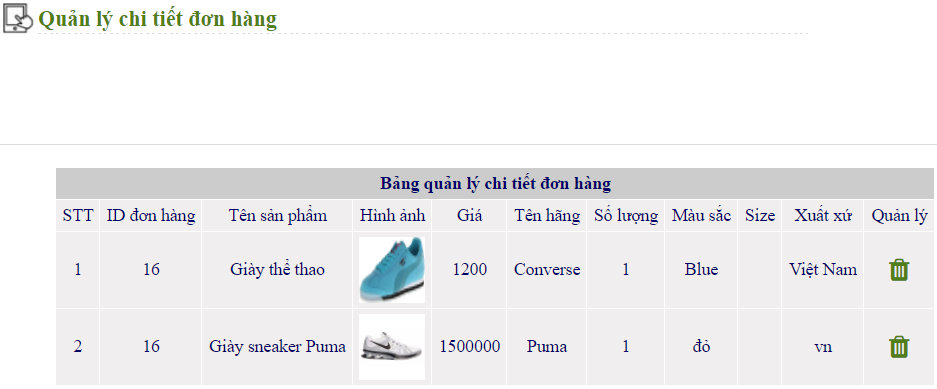 Quản lý chi tiết đơn hàng
Bảng quản lý chi tiết đơn hàng
STT ID đơn hàng Tên sản phẩm Hình ảnh Giá Tên hãng Số lượng Màu sắc Size Xuất xứ Quản lý
1 16 Giày thể thao 1200 Converse 1 Blue Việt Nam
2 16 Giày sneaker Puma 1500000 Puma 1 đỏ vn